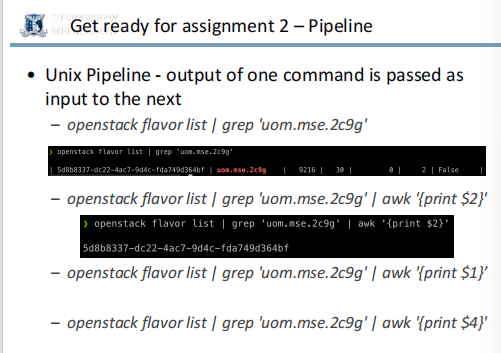 Get ready for assignment 2 – Pipeline
• Unix Pipeline - output of one command is passed as
input to the next
– openstack flavor list | grep 'uom.mse.2c9g'
❯ openstack flavor list | grep 'uom.mse.2c9g'
| 5d8b8337-dc22-4ac7-9d4c-fda749d364bf | uom.mse.2c9g | 9216 | 30 | 0 | 2 | False |
– openstack flavor list | grep 'uom.mse.2c9g' | awk '{print $2}'
❯ openstack flavor list | grep 'uom.mse.2c9g' | awk '{print $2}'
5d8b8337-dc22-4ac7-9d4c-fda749d364bf
– openstack flavor list | grep 'uom.mse.2c9g' | awk '{print $1}’
– openstack flavor list | grep 'uom.mse.2c9g' | awk '{print $4}'